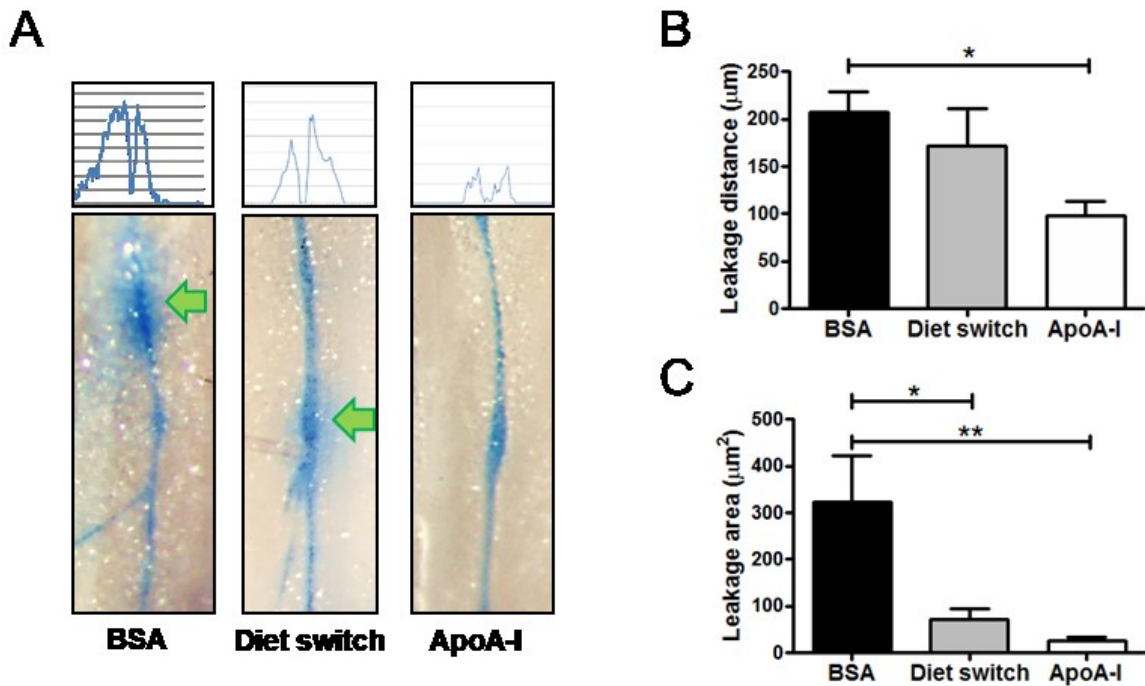 A
BSA
Diet switch
ApoA-I
B
*
Leakage distance (μm)
250
200
150
100
50
0
BSA
Diet switch
ApoA-I
C
*
**
Leakage area (μm²)
500
400
300
200
100
0
BSA
Diet switch
ApoA-I